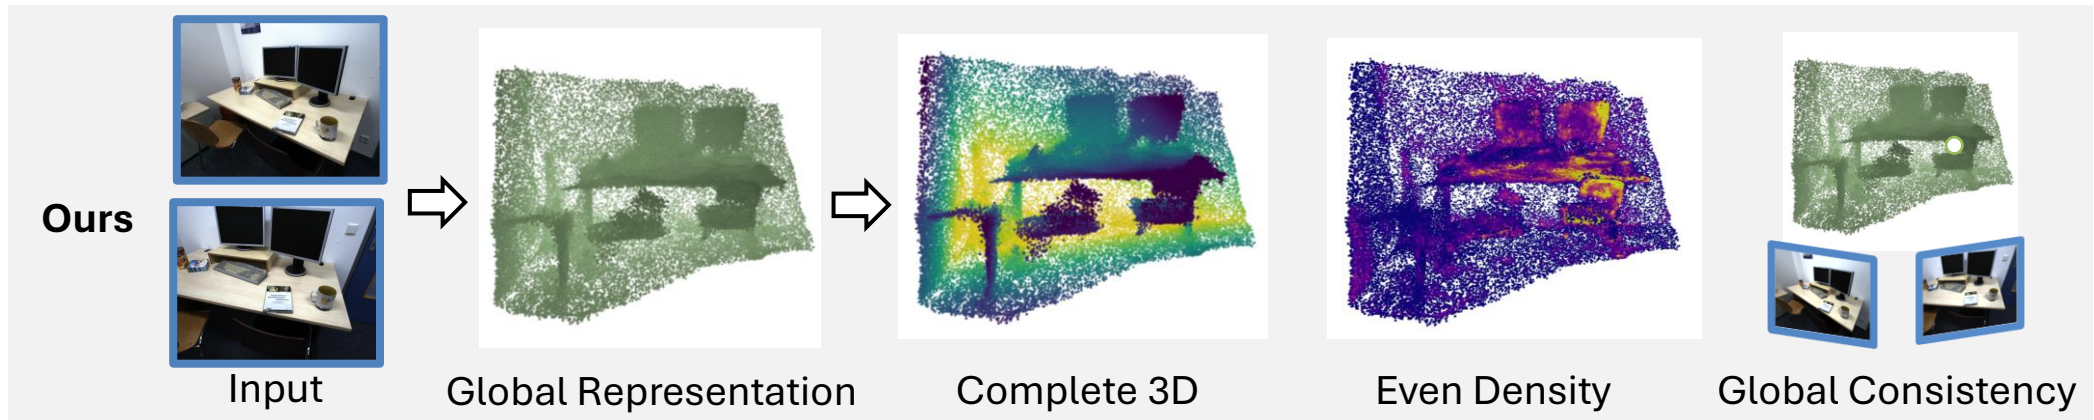 Ours
Input
Global Representation
Complete 3D
Even Density
Global Consistency